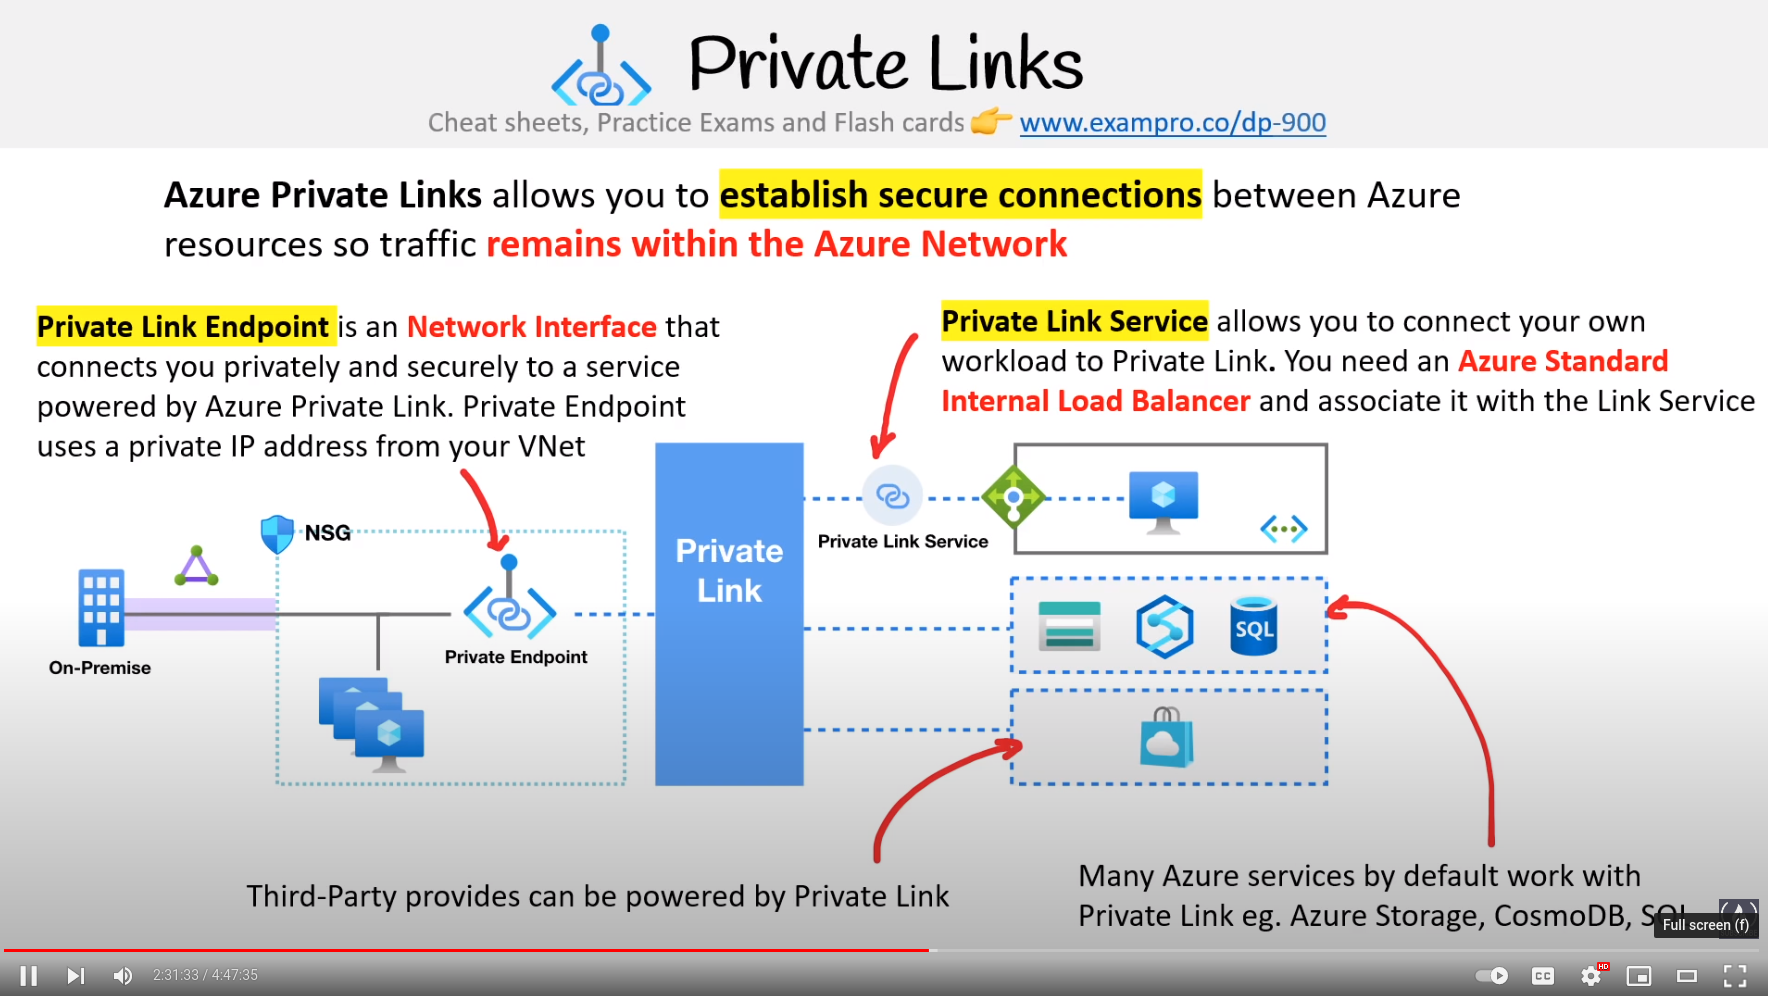 Private Links
Cheat sheets, Practice Exams and Flash cards 👉 www.exampro.co/dp-900
Azure Private Links allows you to establish secure connections between Azure
resources so traffic remains within the Azure Network
Private Link Endpoint is an Network Interface that
connects you privately and securely to a service
powered by Azure Private Link. Private Endpoint
uses a private IP address from your VNet
Private Link Service allows you to connect your own
workload to Private Link. You need an Azure Standard
Internal Load Balancer and associate it with the Link Service
NSG
On-Premise
Private Endpoint
Private
Link
Private Link Service
SQL
Third-Party provides can be powered by Private Link
Many Azure services by default work with
Private Link eg. Azure Storage, CosmoDB,
Full screen (f)
2:31:33 / 4:47:35
CC
HD